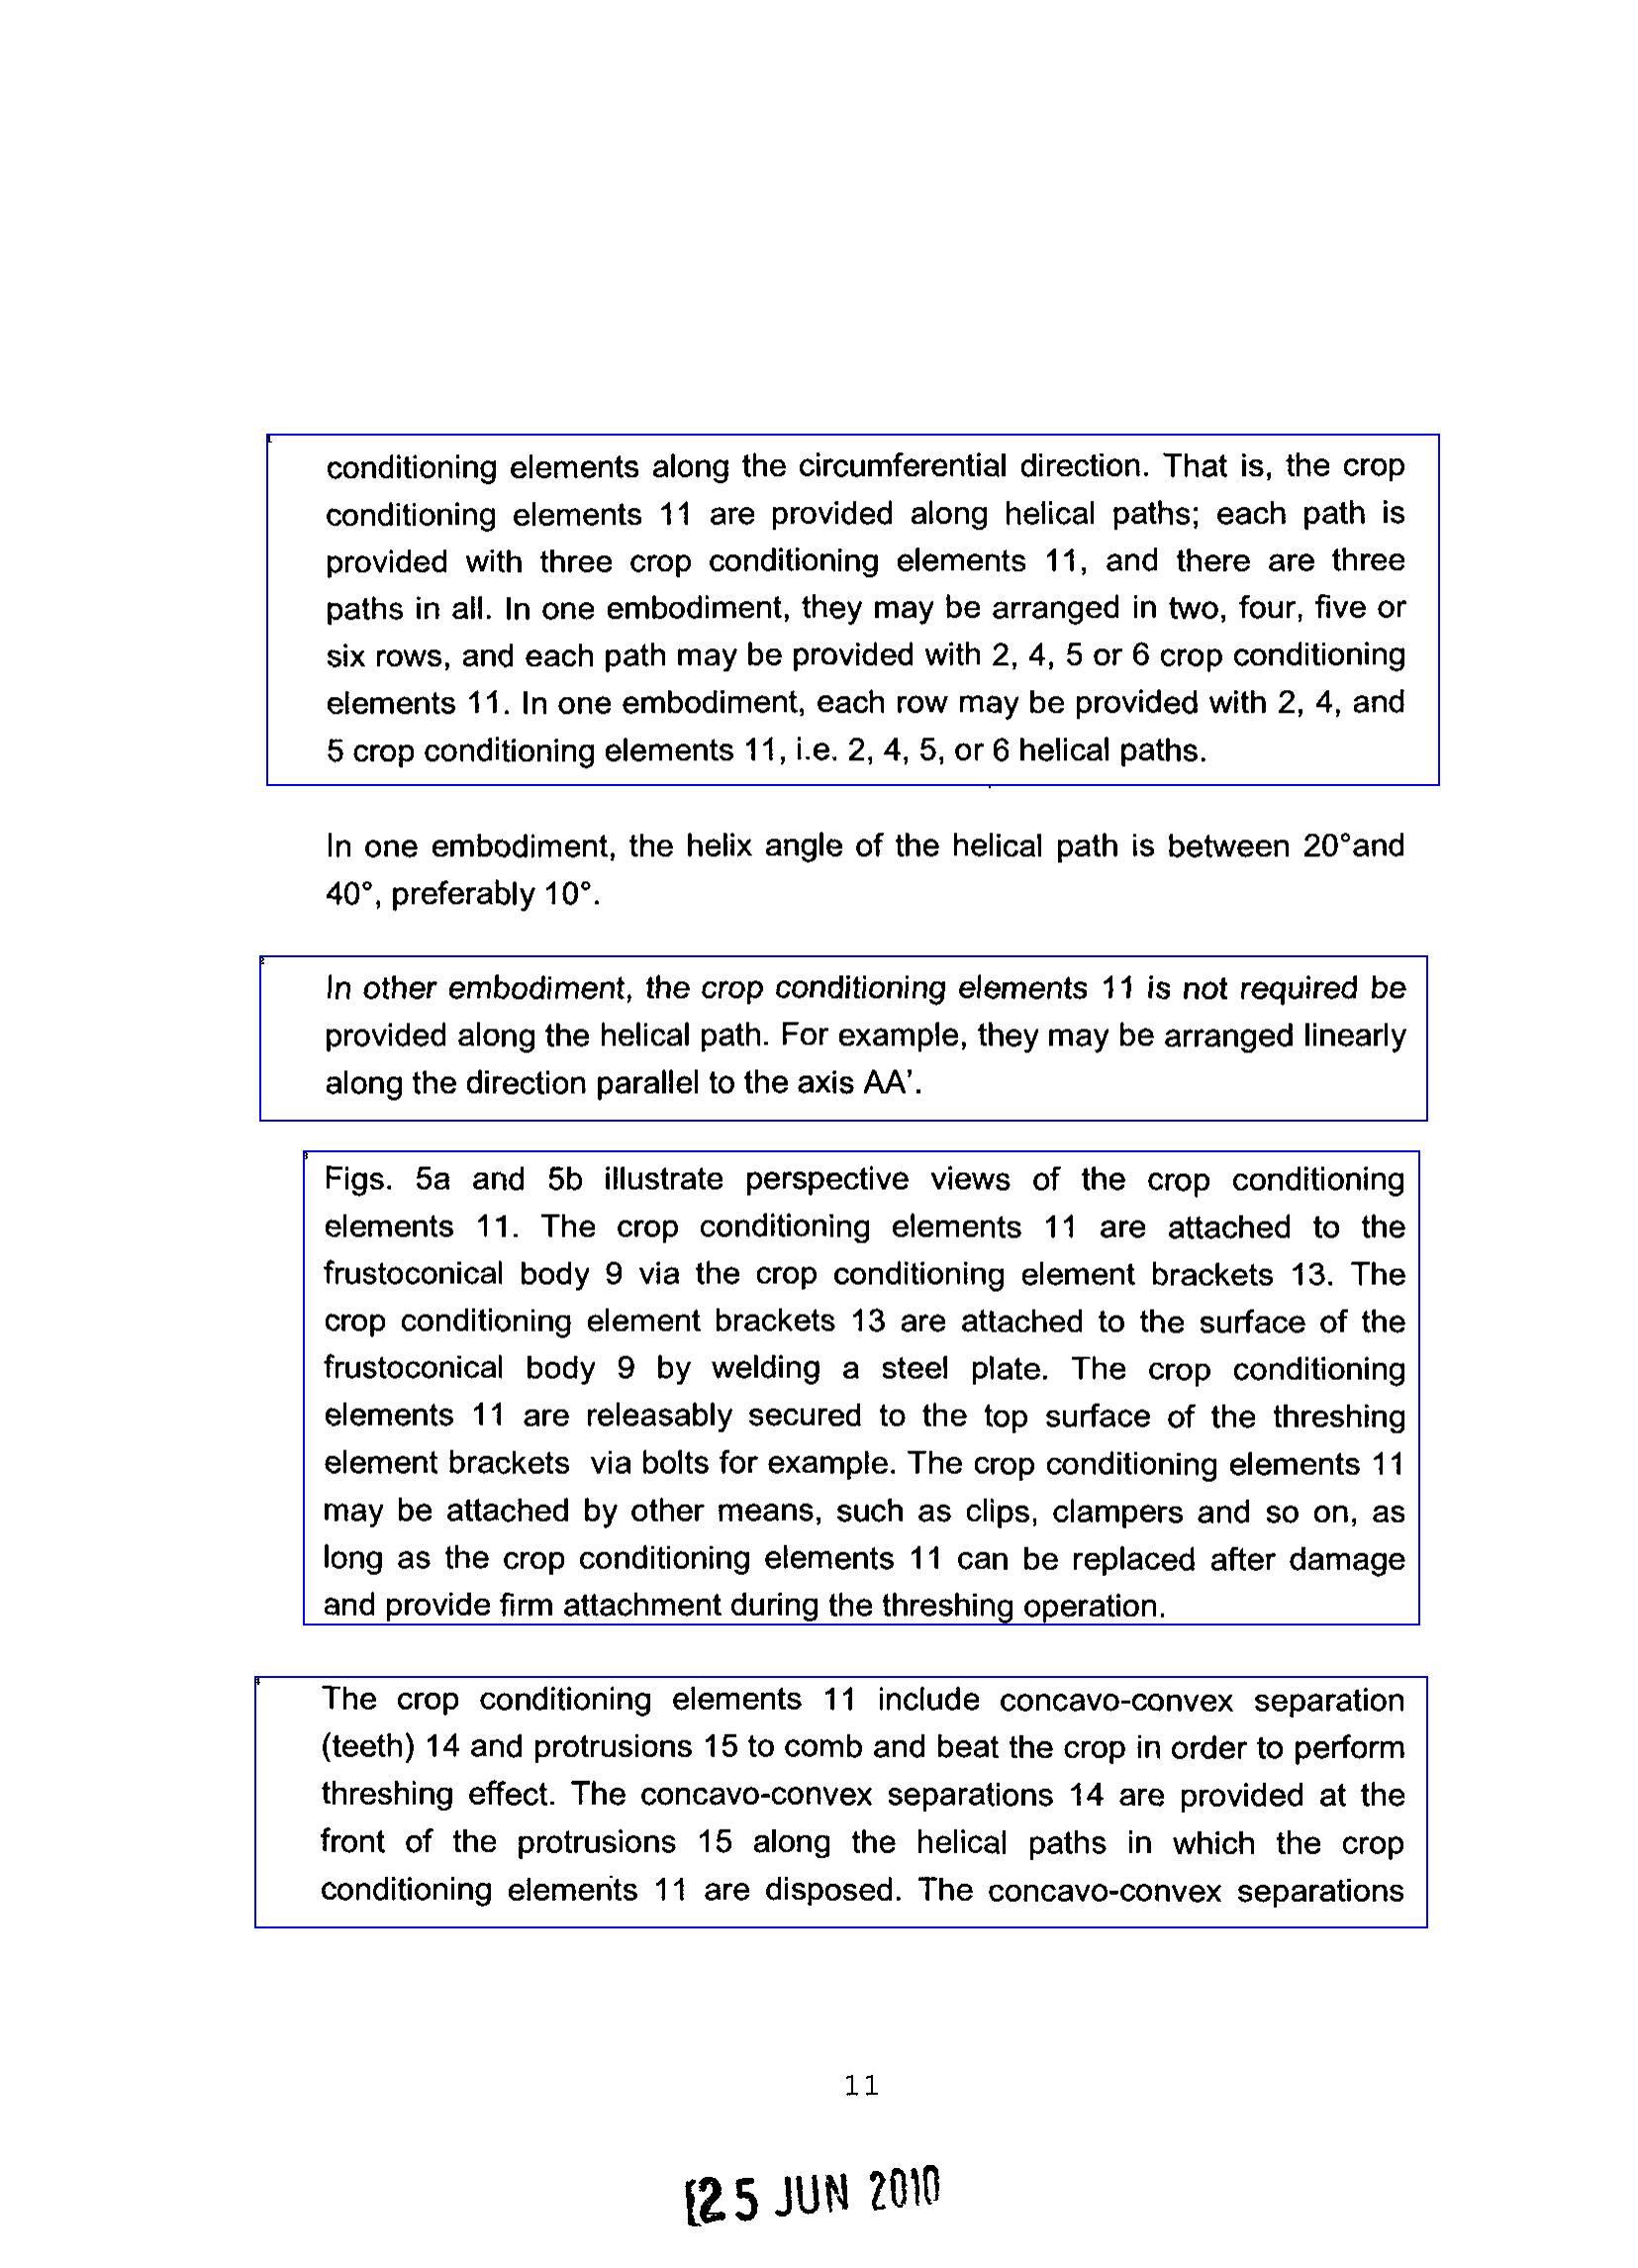 conditioning elements along the circumferential direction. That is, the crop
conditioning elements 11 are provided along helical paths; each path is
provided with three crop conditioning elements 11, and there are three
paths in all. In one embodiment, they may be arranged in two, four, five or
six rows, and each path may be provided with 2, 4, 5 or 6 crop conditioning
elements 11. In one embodiment, each row may be provided with 2, 4, and
5 crop conditioning elements 11, i.e. 2, 4, 5, or 6 helical paths.
In one embodiment, the helix angle of the helical path is between 20°and
40°, preferably 10°.
In other embodiment, the crop conditioning elements 11 is not required be
provided along the helical path. For example, they may be arranged linearly
along the direction parallel to the axis AA’.
Figs. 5a and 5b illustrate perspective views of the crop conditioning
elements 11. The crop conditioning elements 11 are attached to the
frustoconical body 9 via the crop conditioning element brackets 13. The
crop conditioning element brackets 13 are attached to the surface of the
frustoconical body 9 by welding a steel plate. The crop conditioning
elements 11 are releasably secured to the top surface of the threshing
element brackets via bolts for example. The crop conditioning elements 11
may be attached by other means, such as clips, clampers and so on, as
long as the crop conditioning elements 11 can be replaced after damage
and provide firm attachment during the threshing operation.
The crop conditioning elements 11 include concavo-convex separation
(teeth) 14 and protrusions 15 to comb and beat the crop in order to perform
threshing effect. The concavo-convex separations 14 are provided at the
front of the protrusions 15 along the helical paths in which the crop
conditioning elements 11 are disposed. The concavo-convex separations
11
25 JUN 2010